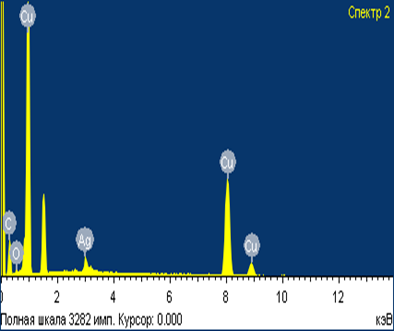 Спектр 2
Cu
C
O
Ag
Cu
Cu
0 2 4 6 8 10 12
Полная шкала 3282 имп. Курсор: 0.000 кэВ